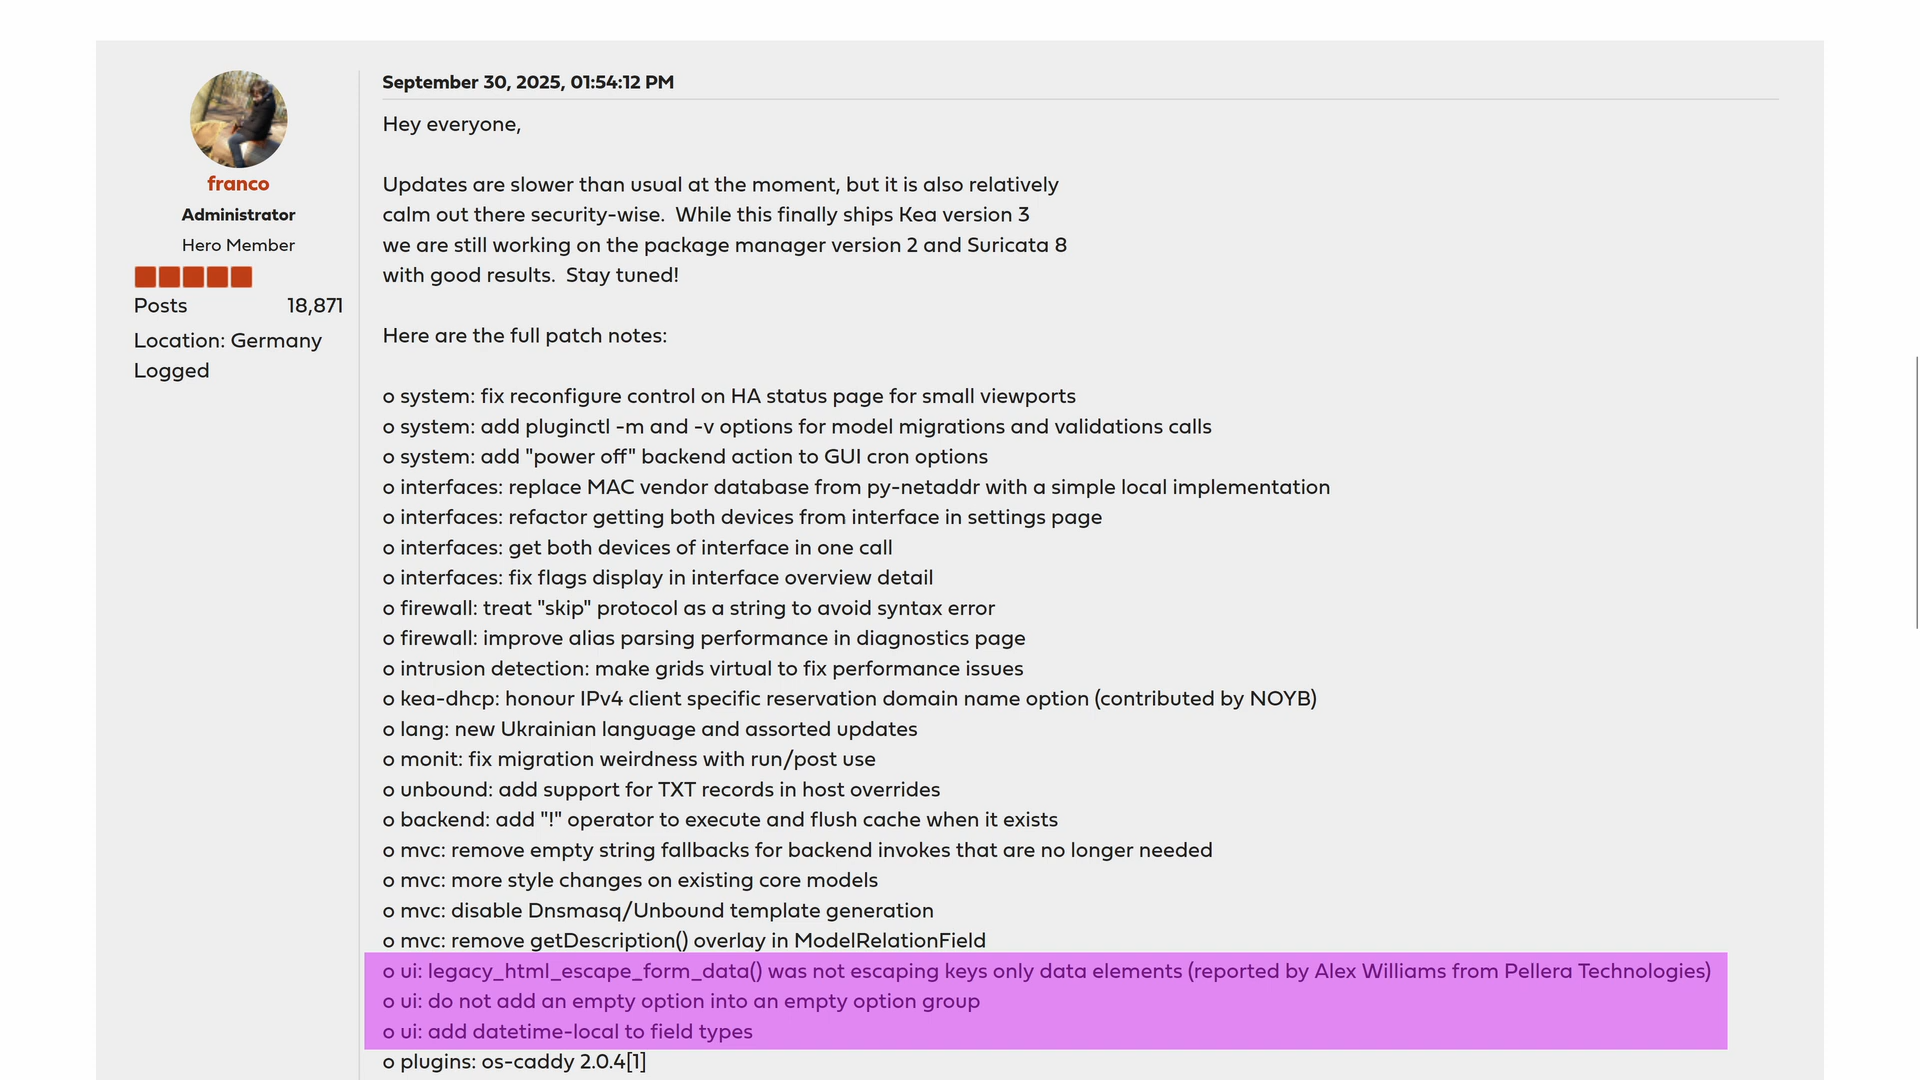 franco
Administrator
Hero Member
Posts 18,871
Location: Germany
Logged
September 30, 2025, 01:54:12 PM
Hey everyone,
Updates are slower than usual at the moment, but it is also relatively
calm out there security-wise.  While this finally ships Kea version 3
we are still working on the package manager version 2 and Suricata 8
with good results.  Stay tuned!
Here are the full patch notes:
o system: fix reconfigure control on HA status page for small viewports
o system: add pluginctl -m and -v options for model migrations and validations calls
o system: add "power off" backend action to GUI cron options
o interfaces: replace MAC vendor database from py-netaddr with a simple local implementation
o interfaces: refactor getting both devices from interface in settings page
o interfaces: get both devices of interface in one call
o interfaces: fix flags display in interface overview detail
o firewall: treat "skip" protocol as a string to avoid syntax error
o firewall: improve alias parsing performance in diagnostics page
o intrusion detection: make grids virtual to fix performance issues
o kea-dhcp: honour IPv4 client specific reservation domain name option (contributed by NOYB)
o lang: new Ukrainian language and assorted updates
o monit: fix migration weirdness with run/post use
o unbound: add support for TXT records in host overrides
o backend: add "!" operator to execute and flush cache when it exists
o mvc: remove empty string fallbacks for backend invokes that are no longer needed
o mvc: more style changes on existing core models
o mvc: disable Dnsmasq/Unbound template generation
o mvc: remove getDescription() overlay in ModelRelationField
o ui: legacy_html_escape_form_data() was not escaping keys only data elements (reported by Alex Williams from Pellera Technologies)
o ui: do not add an empty option into an empty option group
o ui: add datetime-local to field types
o plugins: os-caddy 2.0.4[1]